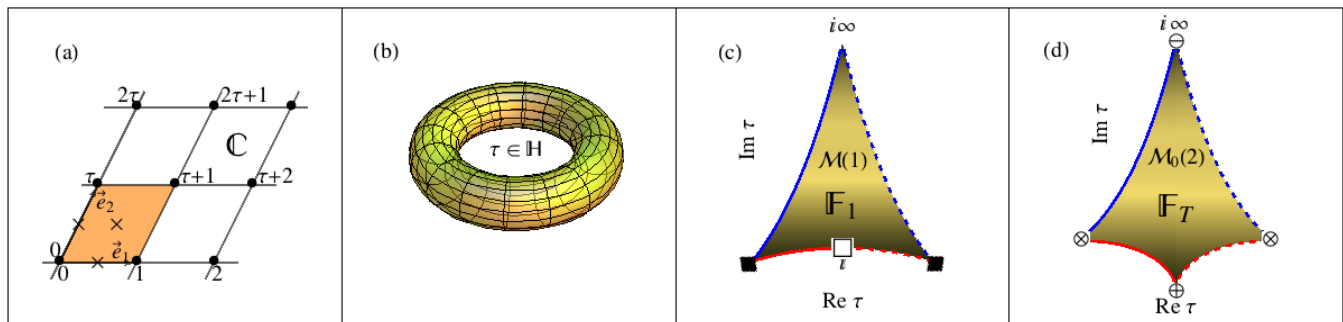 (a)
2τ
2τ+1
ℂ
τ
τ+1
τ+2
e⃗₂
0
e⃗₁
0
1
2
(b)
τ ∈ ℍ
(c)
i∞
Im τ
ℳ(1)
𝔽₁
i
Re τ
(d)
i∞
Im τ
ℳ₀(2)
𝔽_T
Re τ